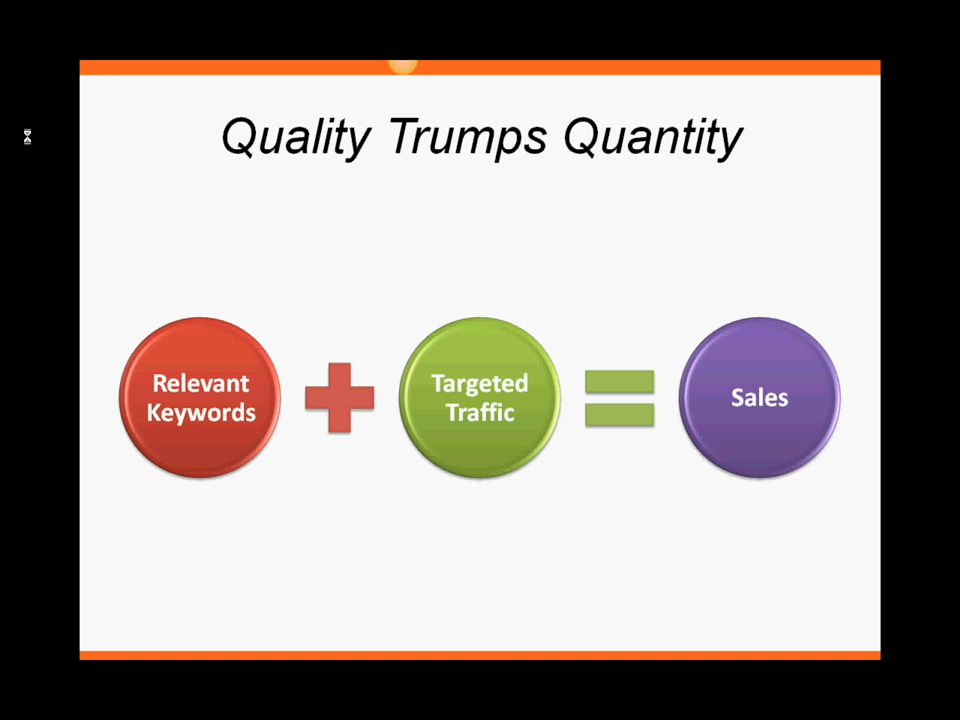 Quality Trumps Quantity
Relevant
Keywords
Targeted
Traffic
Sales